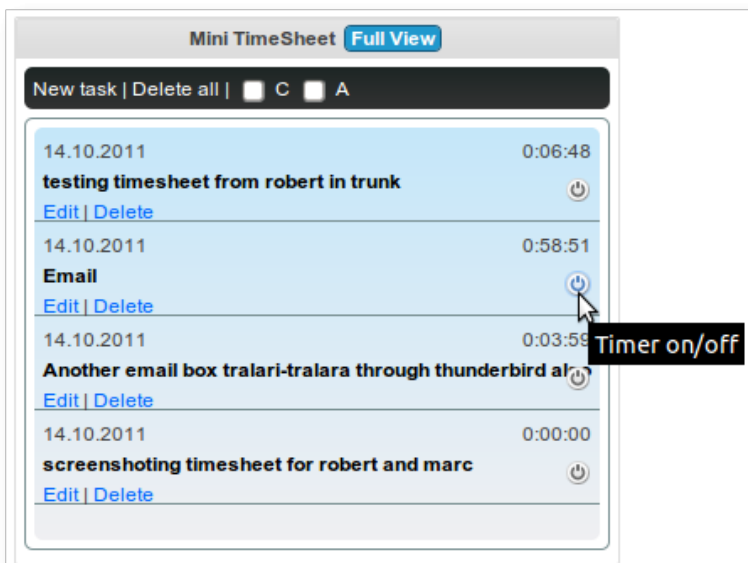 Mini TimeSheet Full View
New task | Delete all | C A
14.10.2011 0:06:48
testing timesheet from robert in trunk
Edit | Delete
14.10.2011 0:58:51
Email
Edit | Delete
Timer on/off
14.10.2011 0:03:59
Another email box tralari-tralara through thunderbird also
Edit | Delete
14.10.2011 0:00:00
screenshoting timesheet for robert and marc
Edit | Delete